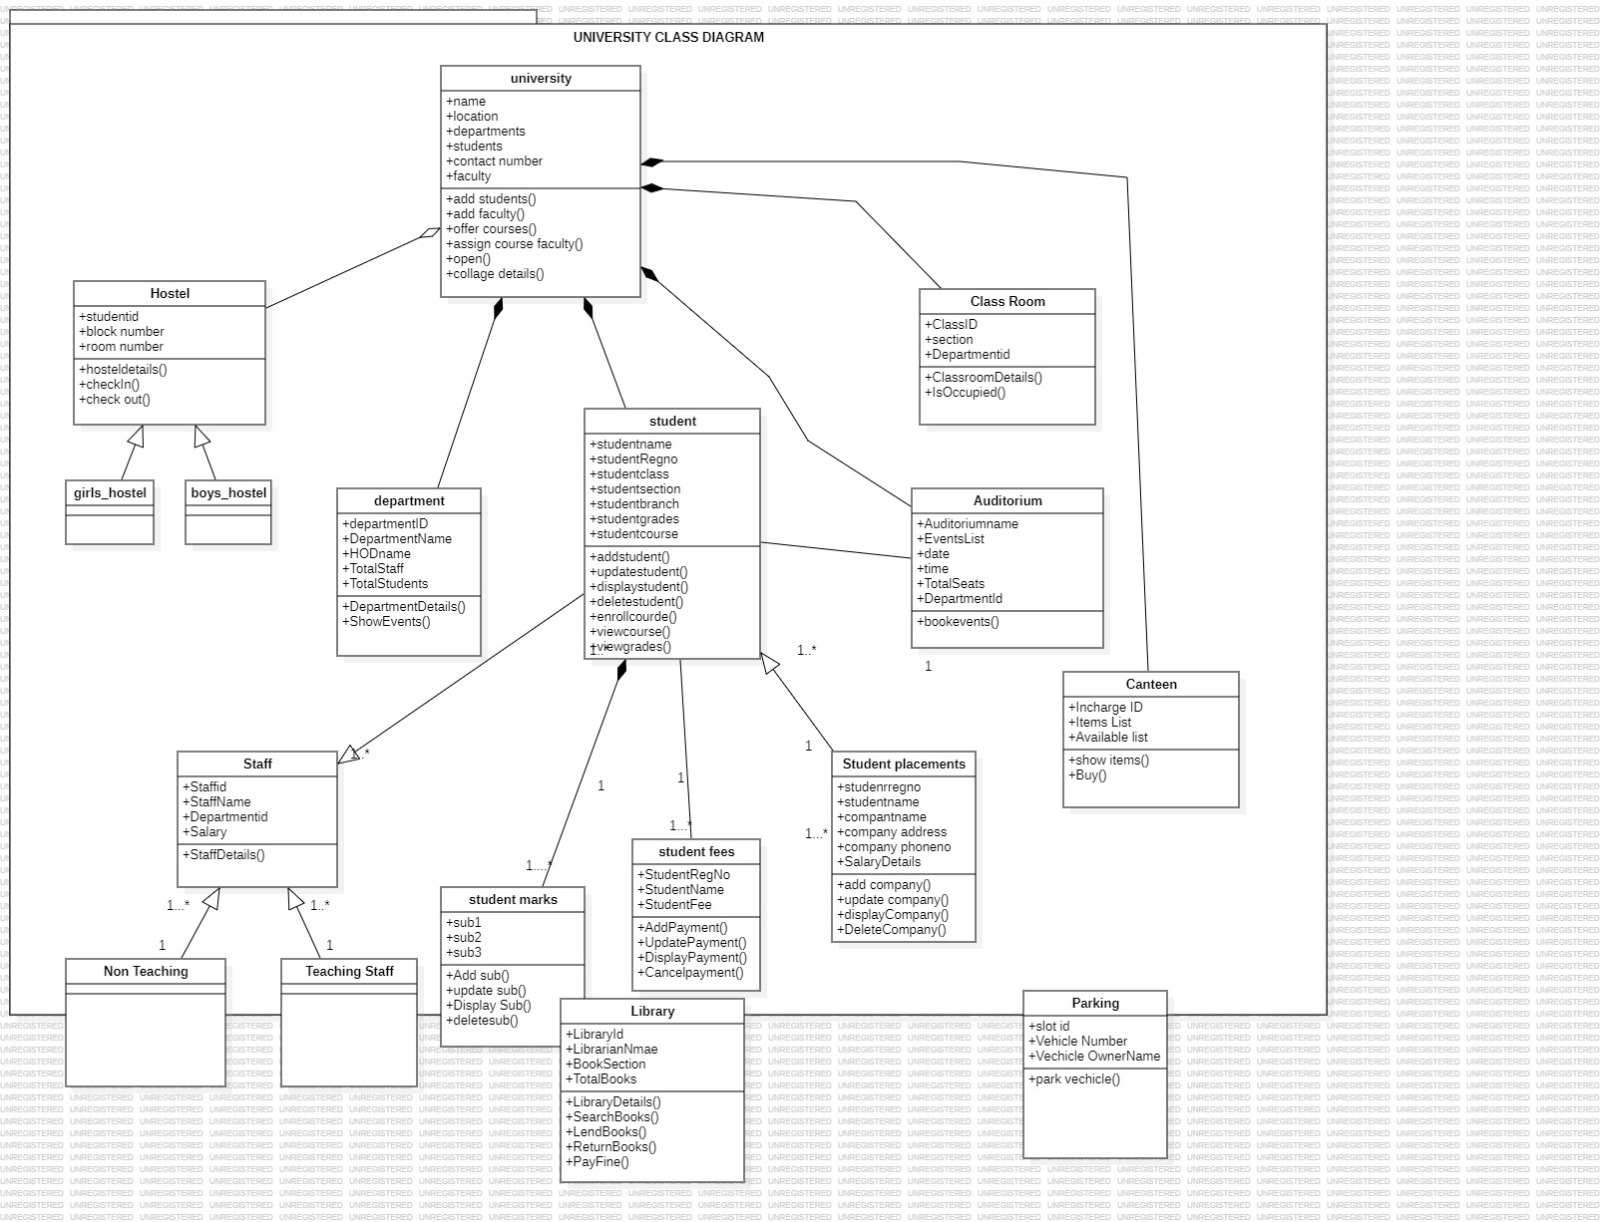 UNIVERSITY CLASS DIAGRAM
university
+name
+location
+departments
+students
+contact number
+faculty
+add students()
+add faculty()
+offer courses()
+assign course faculty()
+open()
+collage details()
Hostel
+studentid
+block number
+room number
+hosteldetails()
+checkIn()
+check out()
girls_hostel
boys_hostel
Class Room
+ClassID
+section
+Departmentid
+ClassroomDetails()
+IsOccupied()
department
+departmentID
+DepartmentName
+HODname
+TotalStaff
+TotalStudents
+DepartmentDetails()
+ShowEvents()
student
+studentname
+studentRegno
+studentclass
+studentsection
+studentbranch
+studentgrades
+studentcourse
+addstudent()
+updatestudent()
+displaystudent()
+deletestudent()
+enrollcourde()
+viewcourse()
+viewgrades()
1..*
Auditorium
+Auditoriumname
+EventsList
+date
+time
+TotalSeats
+DepartmentId
+bookevents()
1..*
1
Canteen
+Incharge ID
+Items List
+Available list
+show items()
+Buy()
Staff
+Staffid
+StaffName
+Departmentid
+Salary
+StaffDetails()
1..*
1...*
1..*
1
1
Non Teaching
Teaching Staff
1
1....*
student marks
+sub1
+sub2
+sub3
+Add sub()
+update sub()
+Display Sub()
+deletesub()
1
1...*
student fees
+StudentRegNo
+StudentName
+StudentFee
+AddPayment()
+UpdatePayment()
+DisplayPayment()
+Cancelpayment()
1
1...*
Student placements
+studenrregno
+studentname
+compantname
+company address
+company phoneno
+SalaryDetails
+add company()
+update company()
+displayCompany()
+DeleteCompany()
Library
+LibraryId
+LibrarianNmae
+BookSection
+TotalBooks
+LibraryDetails()
+SearchBooks()
+LendBooks()
+ReturnBooks()
+PayFine()
Parking
+slot id
+Vehicle Number
+Vechicle OwnerName
+park vechicle()
UNREGISTERED